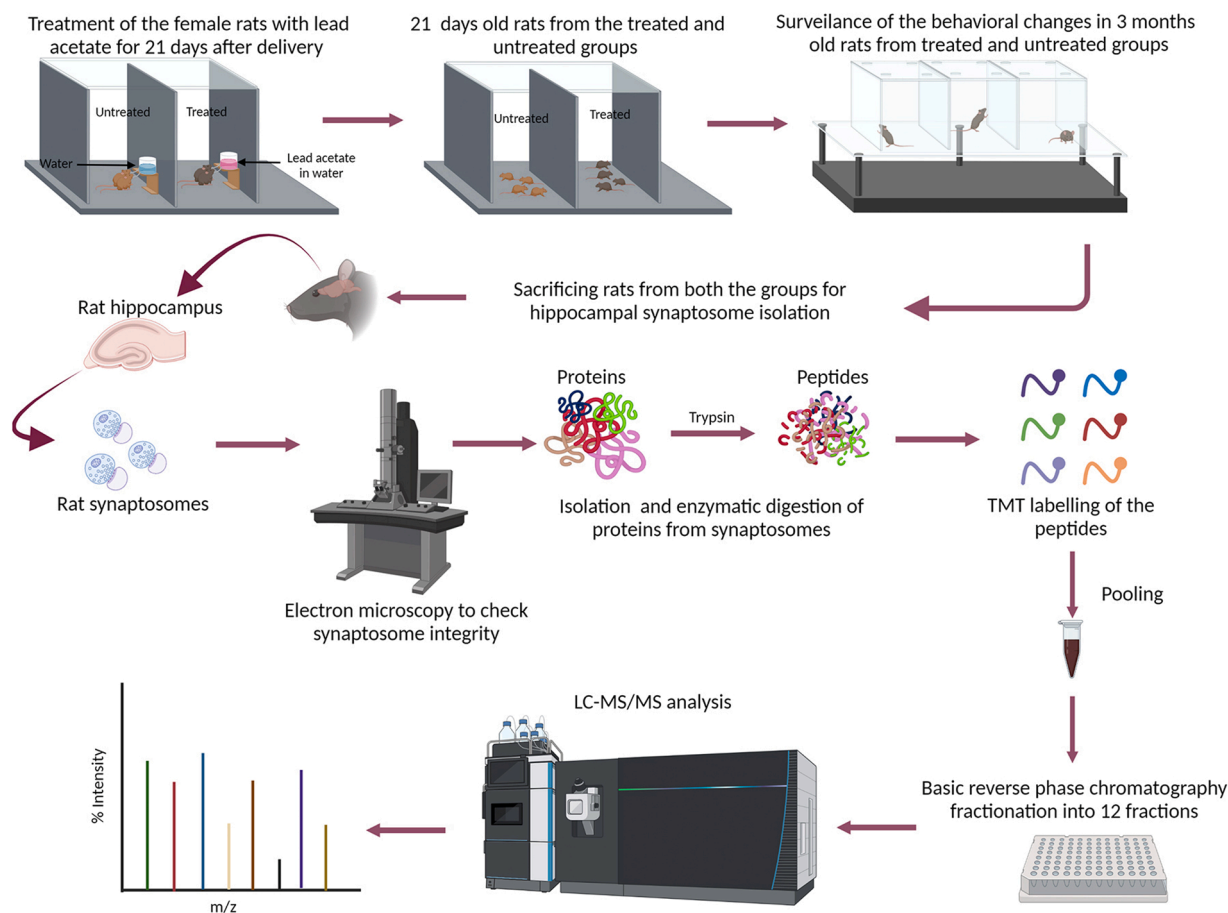 Treatment of the female rats with lead
acetate for 21 days after delivery
Untreated
Treated
Water
Lead acetate
in water
21 days old rats from the treated and
untreated groups
Untreated
Treated
Surveilance of the behavioral changes in 3 months
old rats from treated and untreated groups
Sacrificing rats from both the groups for
hippocampal synaptosome isolation
Rat hippocampus
Rat synaptosomes
Electron microscopy to check
synaptosome integrity
Proteins
Trypsin
Peptides
Isolation and enzymatic digestion of
proteins from synaptosomes
TMT labelling of the
peptides
Pooling
Basic reverse phase chromatography
fractionation into 12 fractions
LC-MS/MS analysis
% Intensity
m/z